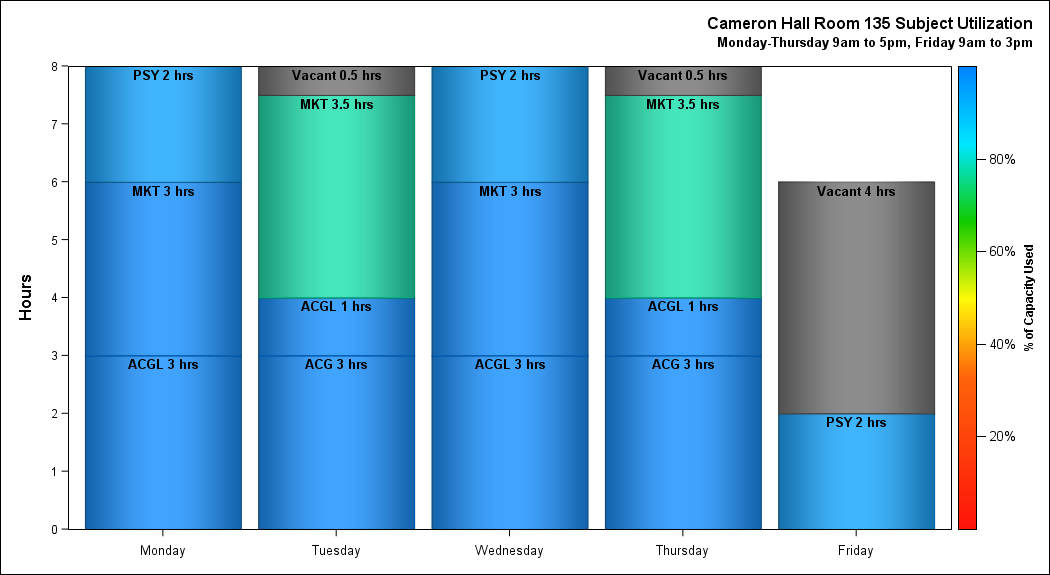 Cameron Hall Room 135 Subject Utilization
Monday-Thursday 9am to 5pm, Friday 9am to 3pm
Hours
8
7
6
5
4
3
2
1
0
PSY 2 hrs
MKT 3 hrs
ACGL 3 hrs
Vacant 0.5 hrs
MKT 3.5 hrs
ACGL 1 hrs
ACG 3 hrs
PSY 2 hrs
MKT 3 hrs
ACGL 3 hrs
Vacant 0.5 hrs
MKT 3.5 hrs
ACGL 1 hrs
ACG 3 hrs
Vacant 4 hrs
PSY 2 hrs
Monday
Tuesday
Wednesday
Thursday
Friday
80%
60%
40%
20%
% of Capacity Used